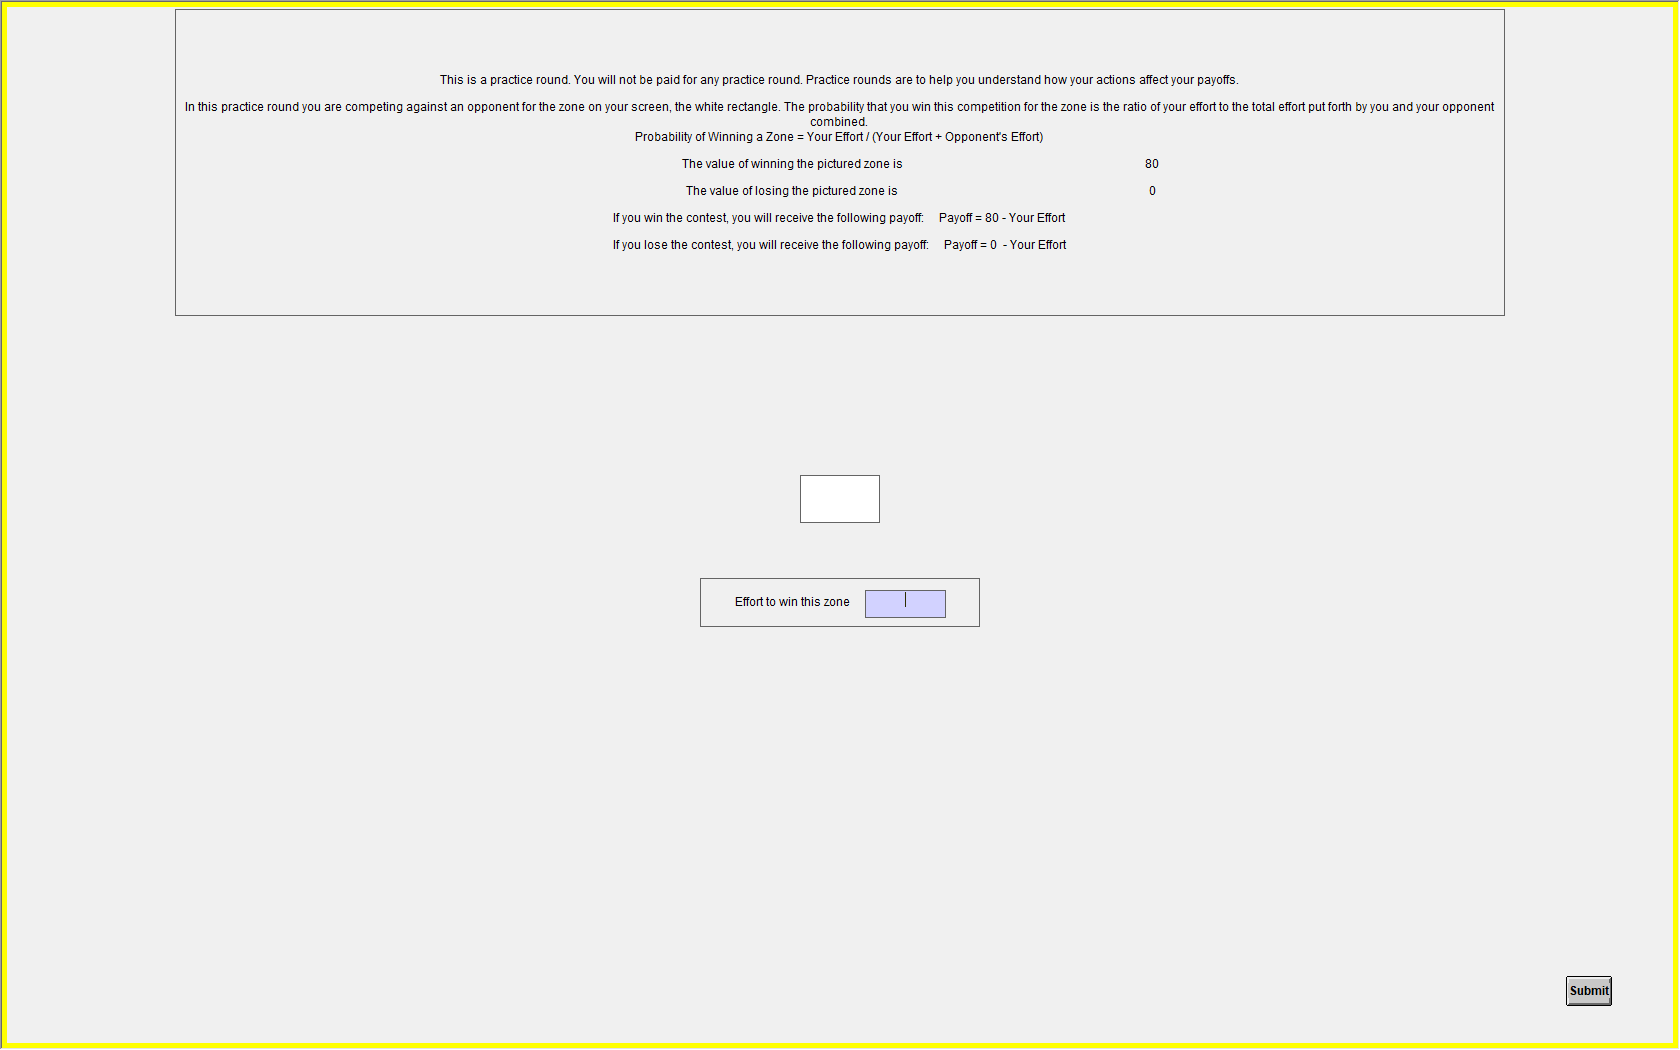 This is a practice round. You will not be paid for any practice round. Practice rounds are to help you understand how your actions affect your payoffs.
In this practice round you are competing against an opponent for the zone on your screen, the white rectangle. The probability that you win this competition for the zone is the ratio of your effort to the total effort put forth by you and your opponent
combined.
Probability of Winning a Zone = Your Effort / (Your Effort + Opponent's Effort)
The value of winning the pictured zone is 80
The value of losing the pictured zone is 0
If you win the contest, you will receive the following payoff: Payoff = 80 - Your Effort
If you lose the contest, you will receive the following payoff: Payoff = 0 - Your Effort
Effort to win this zone
Submit